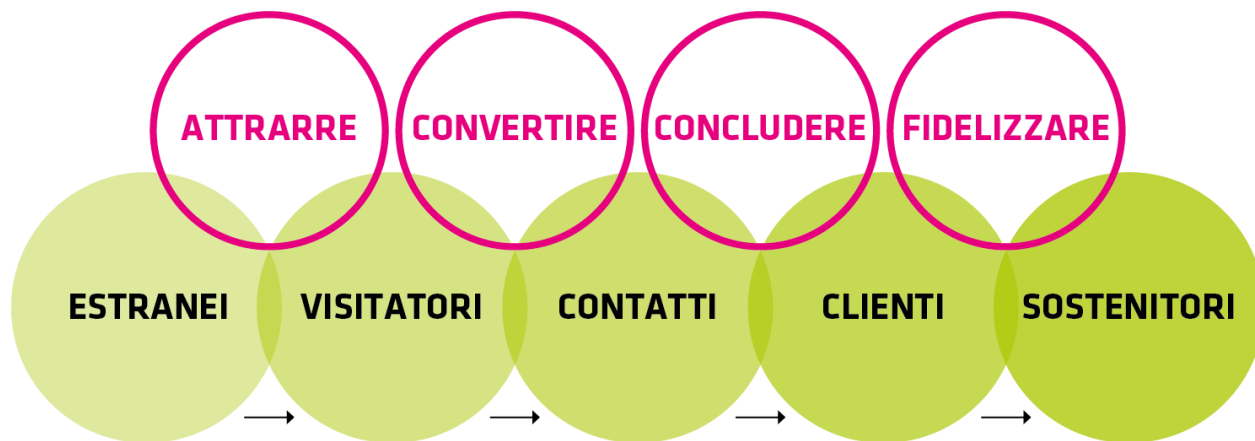 ATTRARRE CONVERTIRE CONCLUDERE FIDELIZZARE
ESTRANEI VISITATORI CONTATTI CLIENTI SOSTENITORI